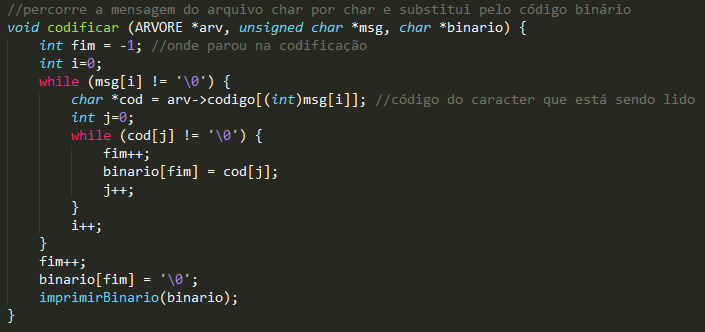 //percorre a mensagem do arquivo char por char e substitui pelo código binário
void codificar (ARVORE *arv, unsigned char *msg, char *binario) {
    int fim = -1; //onde parou na codificação
    int i=0;
    while (msg[i] != '\0') {
        char *cod = arv->codigo[(int)msg[i]]; //código do caracter que está sendo lido
        int j=0;
        while (cod[j] != '\0') {
            fim++;
            binario[fim] = cod[j];
            j++;
        }
        i++;
    }
    fim++;
    binario[fim] = '\0';
    imprimirBinario(binario);
}